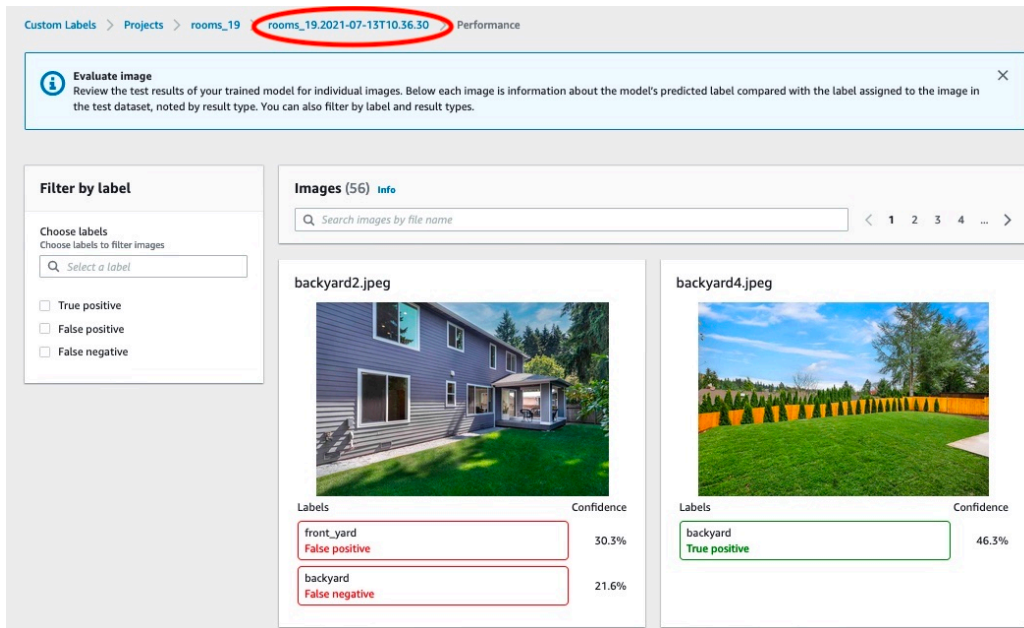 Custom Labels > Projects > rooms_19 > rooms_19.2021-07-13T10.36.30 > Performance
Evaluate image
Review the test results of your trained model for individual images. Below each image is information about the model's predicted label compared with the label assigned to the image in
the test dataset, noted by result type. You can also filter by label and result types.
Filter by label
Choose labels
Choose labels to filter images
Select a label
True positive
False positive
False negative
Images (56) Info
Search images by file name
< 1 2 3 4 ... >
backyard2.jpeg
Labels Confidence
front_yard
False positive
30.3%
backyard
False negative
21.6%
backyard4.jpeg
Labels Confidence
backyard
True positive
46.3%